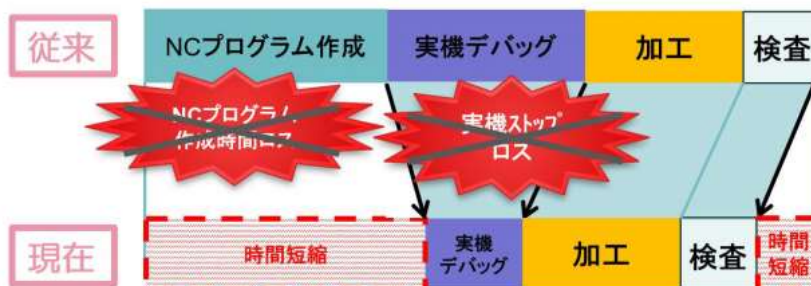 従来
NCプログラム作成
実機デバッグ
加工
検査
NCプログラム
作成時間ロス
実機ストップ
ロス
現在
時間短縮
実機
デバッグ
加工
検査
時間
短縮